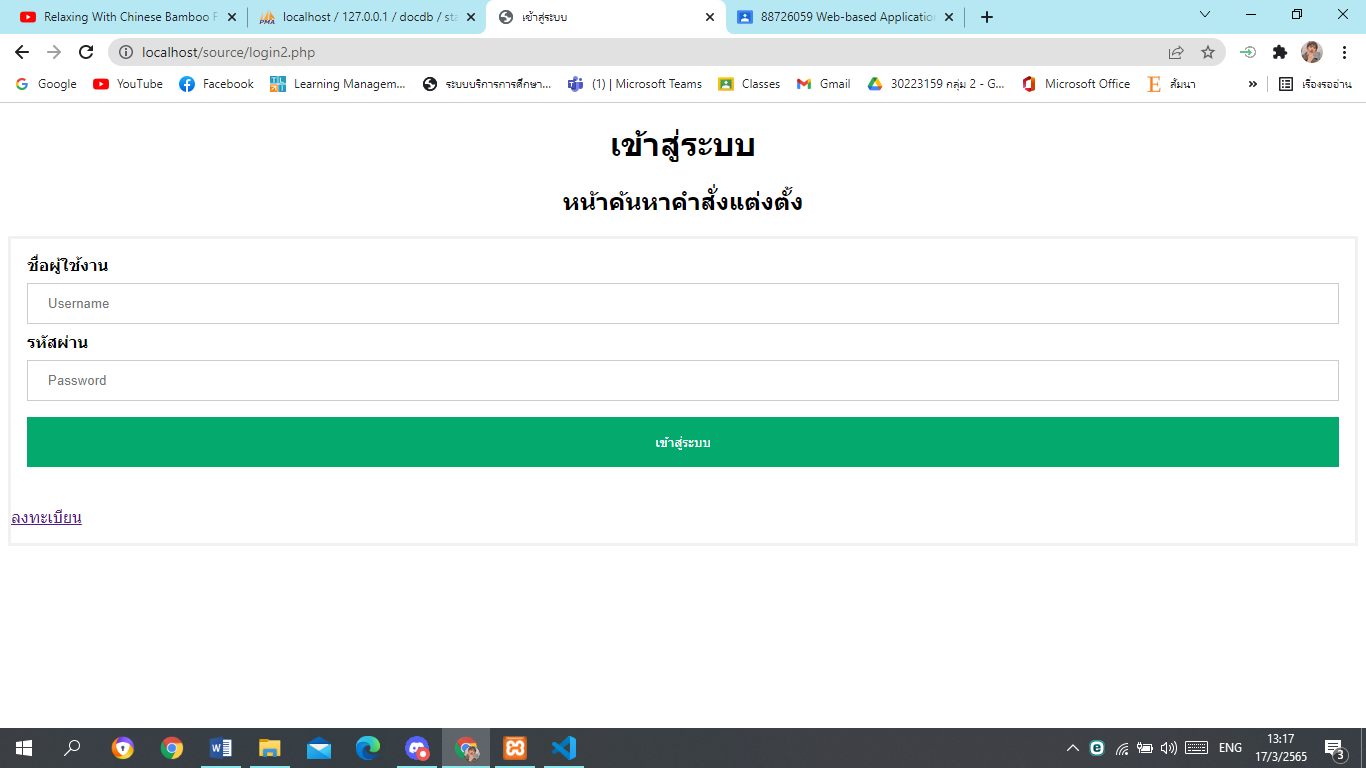 Relaxing With Chinese Bamboo F
localhost / 127.0.0.1 / docdb / sta
เข้าสู่ระบบ
88726059 Web-based Application
localhost/source/login2.php
Google
YouTube
Facebook
Learning Managem...
ระบบบริการการศึกษา...
(1) | Microsoft Teams
Classes
Gmail
30223159 กลุ่ม 2 - G...
Microsoft Office
สัมนา
»
เรื่องรออ่าน
เข้าสู่ระบบ
หน้าค้นหาคำสั่งแต่งตั้ง
ชื่อผู้ใช้งาน
Username
รหัสผ่าน
Password
เข้าสู่ระบบ
ลงทะเบียน
ENG
13:17
17/3/2565
3